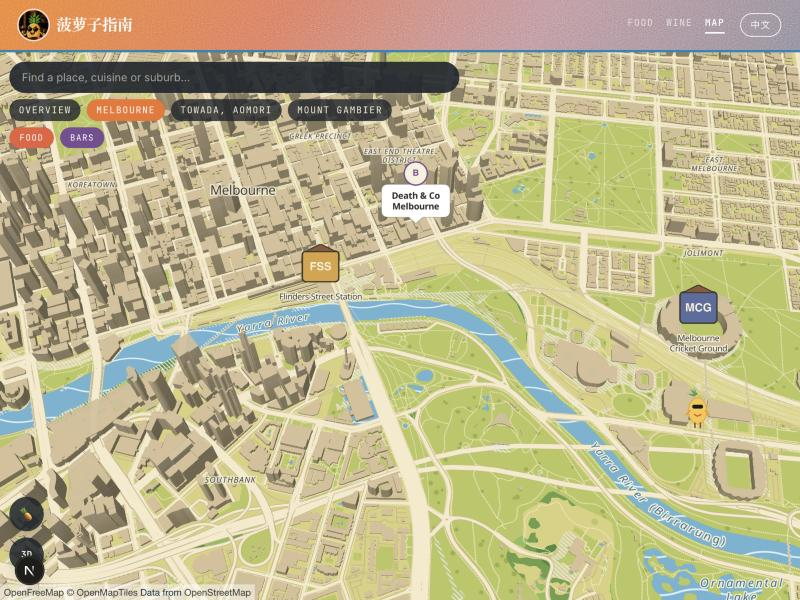 菠萝子指南
FOOD WINE MAP
中文
Find a place, cuisine or suburb...
OVERVIEW MELBOURNE TOWADA, AOMORI MOUNT GAMBIER
FOOD BARS
GREEK PRECINCT
EAST END THEATRE
DISTRICT
EAST
MELBOURNE
KOREATOWN
Melbourne
B
Death & Co
Melbourne
JOLIMONT
FSS
Flinders Street Station
MCG
Melbourne
Cricket Ground
Yarra River
Yarra River (Birrarung)
SOUTHBANK
3D
N
Ornamental
Lake
OpenFreeMap © OpenMapTiles Data from OpenStreetMap